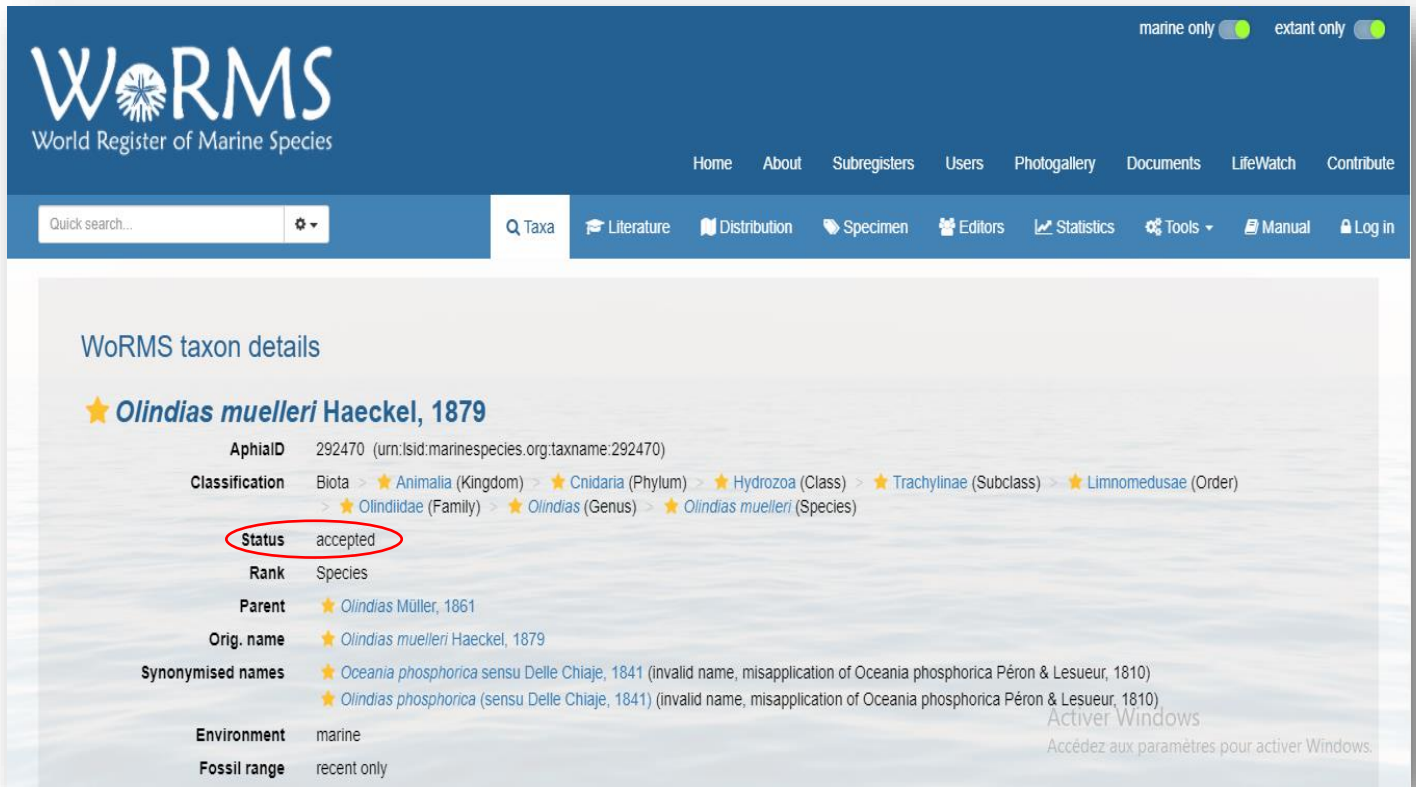 marine only extant only
WoRMS
World Register of Marine Species
Home About Subregisters Users Photogallery Documents LifeWatch Contribute
Quick search... Taxa Literature Distribution Specimen Editors Statistics Tools Manual Log in
WoRMS taxon details
Olindias muelleri Haeckel, 1879
AphiaID 292470 (urn:lsid:marinespecies.org:taxname:292470)
Classification Biota > Animalia (Kingdom) > Cnidaria (Phylum) > Hydrozoa (Class) > Trachylinae (Subclass) > Limnomedusae (Order)
> Olindiidae (Family) > Olindias (Genus) > Olindias muelleri (Species)
Status accepted
Rank Species
Parent Olindias Müller, 1861
Orig. name Olindias muelleri Haeckel, 1879
Synonymised names Oceania phosphorica sensu Delle Chiaje, 1841 (invalid name, misapplication of Oceania phosphorica Péron & Lesueur, 1810)
Olindias phosphorica (sensu Delle Chiaje, 1841) (invalid name, misapplication of Oceania phosphorica Péron & Lesueur, 1810)
Activer Windows
Environment marine
Accédez aux paramètres pour activer Windows.
Fossil range recent only